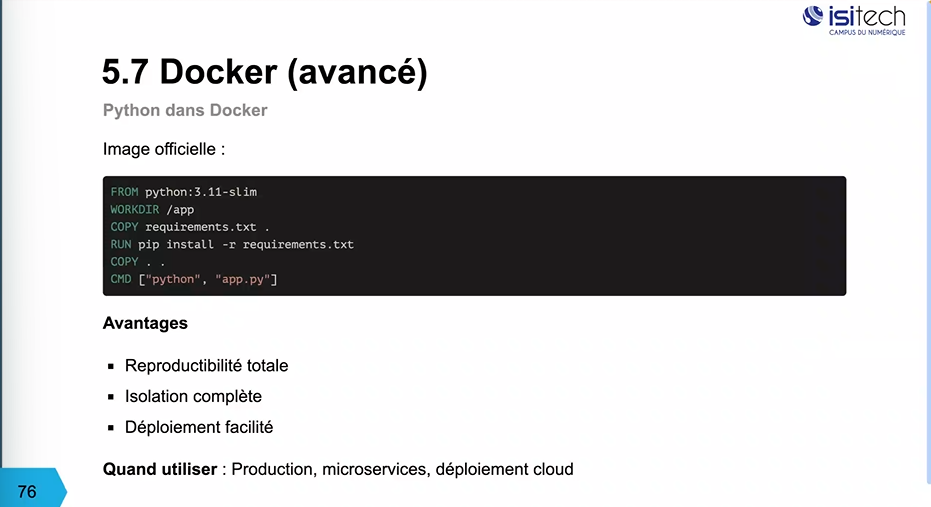 isitech
CAMPUS DU NUMÉRIQUE
5.7 Docker (avancé)
Python dans Docker
Image officielle :
FROM python:3.11-slim
WORKDIR /app
COPY requirements.txt .
RUN pip install -r requirements.txt
COPY . .
CMD ["python", "app.py"]
Avantages
▪ Reproductibilité totale
▪ Isolation complète
▪ Déploiement facilité
Quand utiliser : Production, microservices, déploiement cloud
76